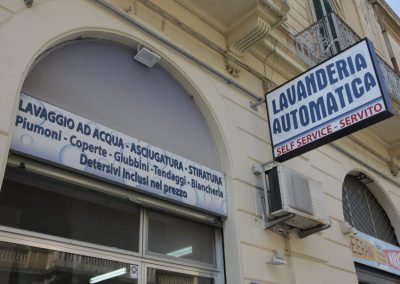 LAVAGGIO AD ACQUA - ASCIUGATURA - STIRATURA
Piumoni - Coperte - Giubbini - Tendaggi - Biancheria
Detersivi inclusi nel prezzo
LAVANDERIA
AUTOMATICA
SELF SERVICE - SERVITO